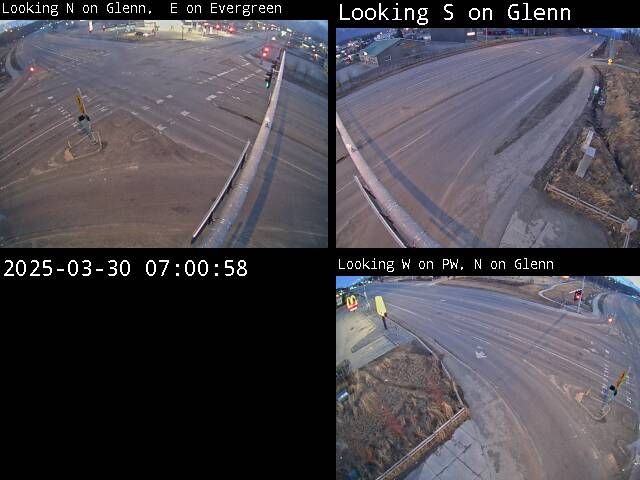 Looking N on Glenn,  E on Evergreen
Looking S on Glenn
2025-03-30 07:00:58
Looking W on PW, N on Glenn